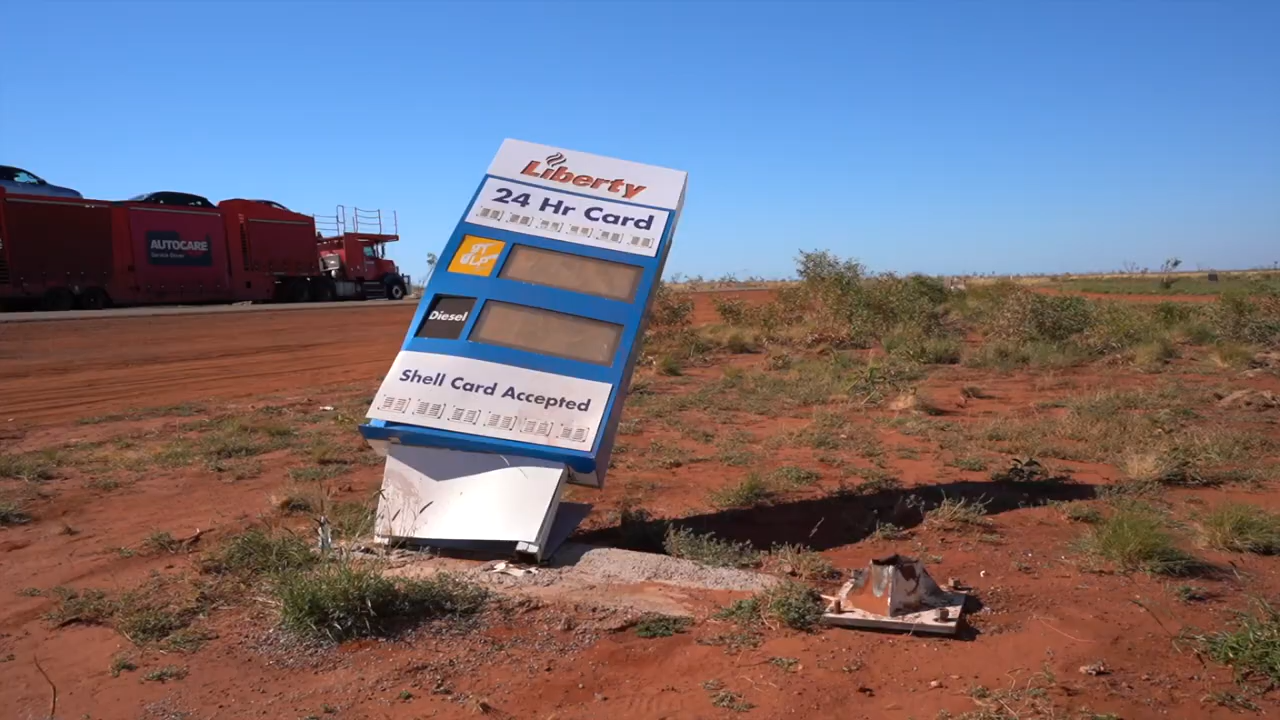 Liberty
24 Hr Card
ULP
Diesel
Shell Card Accepted
AUTOCARE